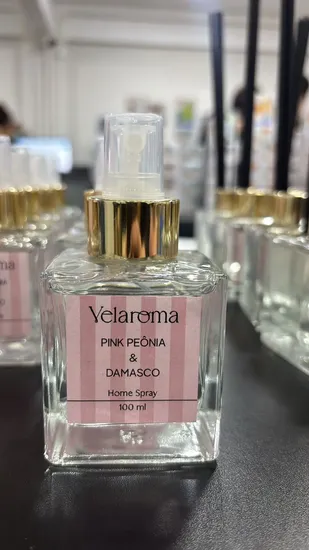 Velaroma
PINK PEÔNIA
&
DAMASCO
Home Spray
100 ml